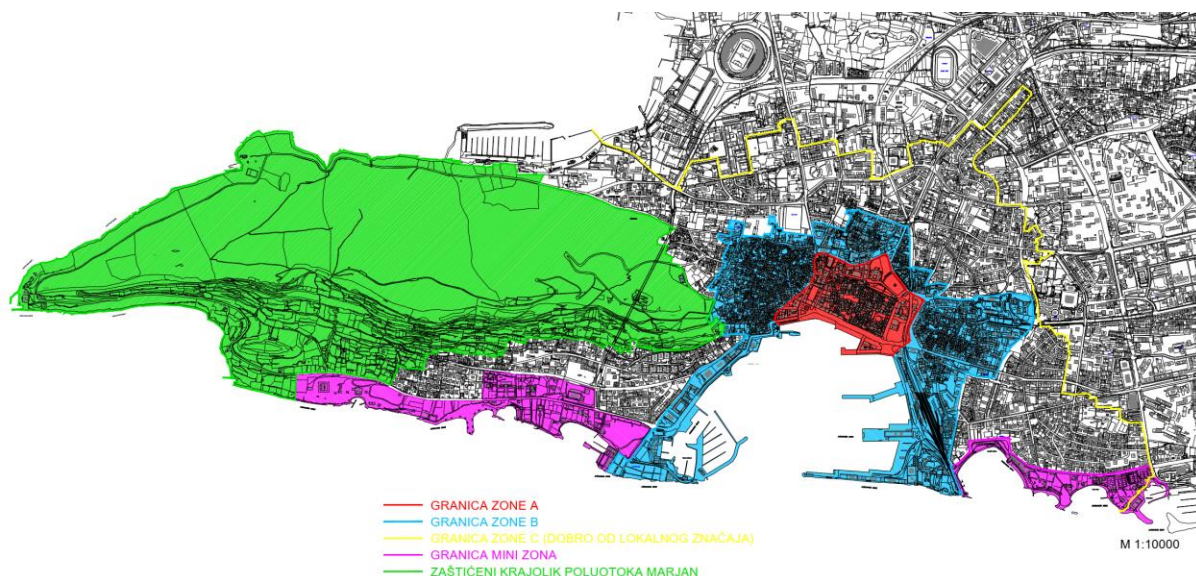 GRANICA ZONE A
GRANICA ZONE B
GRANICA ZONE C (DOBRO OD LOKALNOG ZNAČAJA)
GRANICA MINI ZONA
ZAŠTIĆENI KRAJOLIK POLUOTOKA MARJAN
M 1:10000